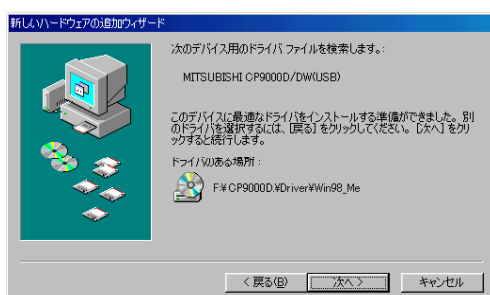 新しいハードウェアの追加ウィザード
次のデバイス用のドライバ ファイルを検索します。:
MITSUBISHI CP9000D/DW(USB)
このデバイスに最適なドライバをインストールする準備ができました。別
のドライバを選択するには、[戻る] をクリックしてください。[次へ] をクリ
ックすると続行します。
ドライバのある場所:
F:¥CP9000D¥Driver¥Win98_Me
< 戻る(B)
次へ >
キャンセル